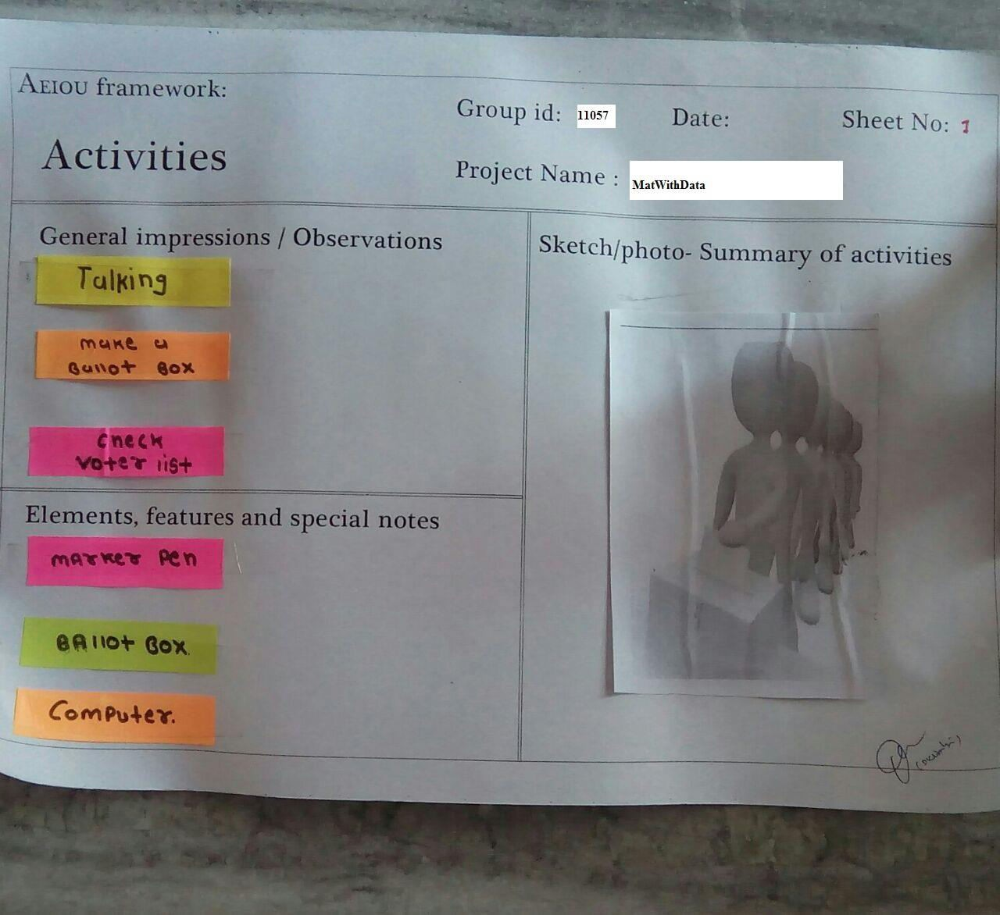 AEIOU framework:
Group id: 11057 Date: Sheet No: 1
Activities
Project Name : MatWithData
General impressions / Observations
Talking
make a
Ballot Box
check
voter list
Elements, features and special notes
marker pen
BAllot Box.
Computer.
Sketch/photo- Summary of activities